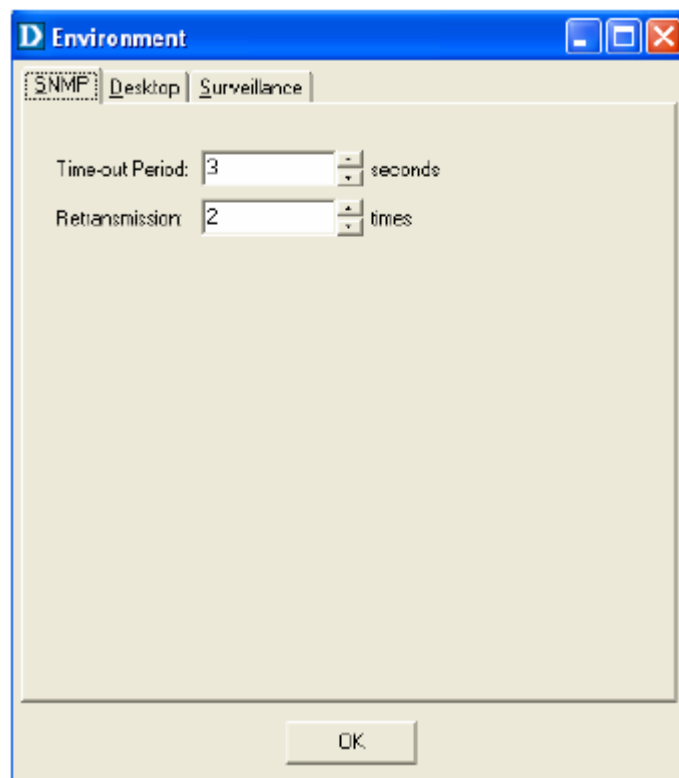 D Environment
SNMP Desktop Surveillance
Time-out Period: 3 seconds
Retransmission: 2 times
OK